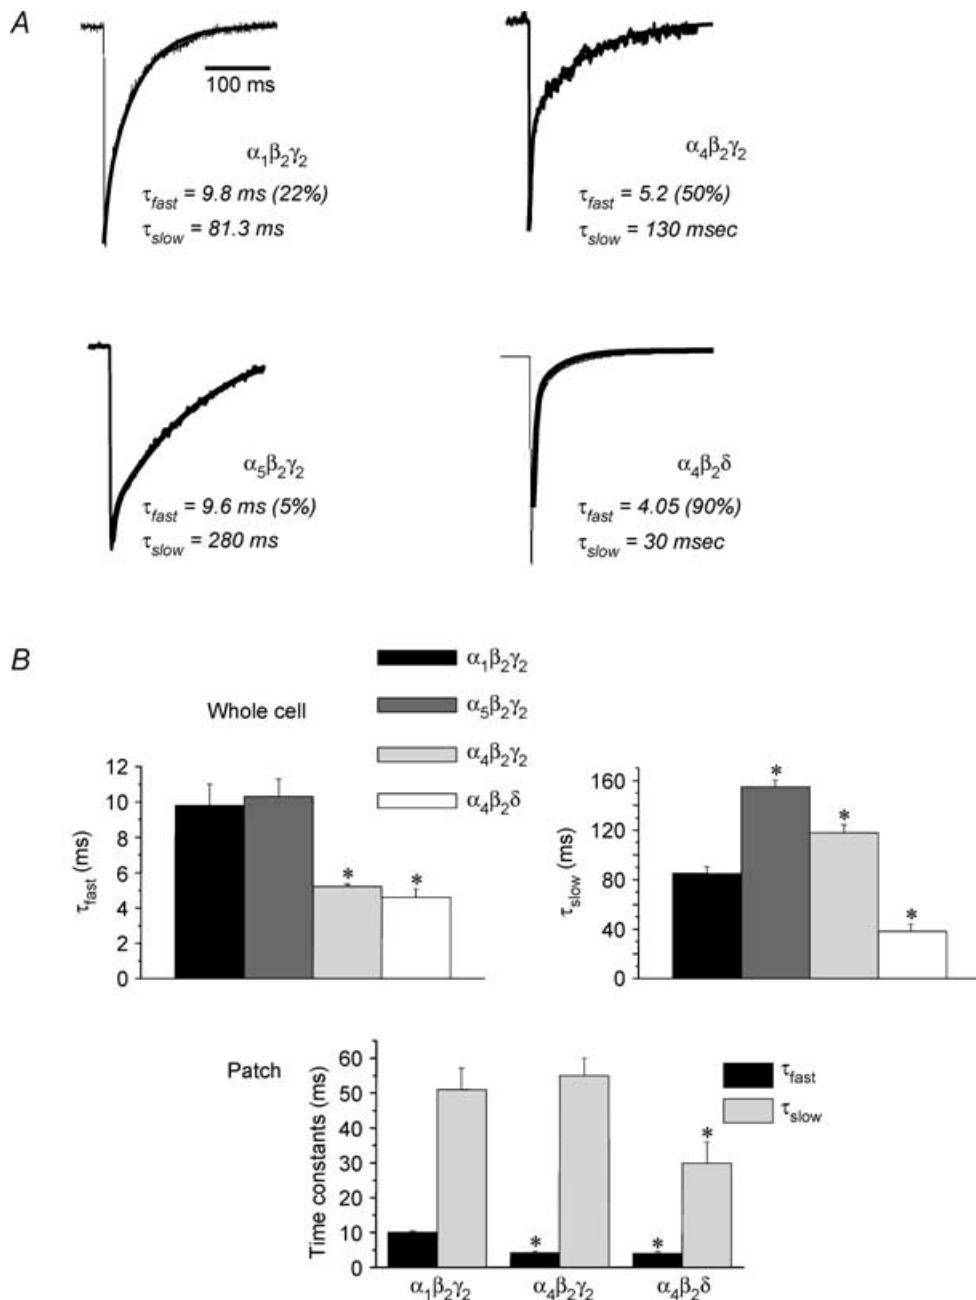 A
100 ms
α₁β₂γ₂
τfast = 9.8 ms (22%)
τslow = 81.3 ms
α₄β₂γ₂
τfast = 5.2 (50%)
τslow = 130 msec
α₅β₂γ₂
τfast = 9.6 ms (5%)
τslow = 280 ms
α₄β₂δ
τfast = 4.05 (90%)
τslow = 30 msec
B
Whole cell
α₁β₂γ₂
α₅β₂γ₂
α₄β₂γ₂
α₄β₂δ
τfast (ms)
12
10
8
6
4
2
0
* *
τslow (ms)
160
120
80
40
0
* * *
Patch
Time constants (ms)
60
50
40
30
20
10
0
* * *
τfast
τslow
α₁β₂γ₂ α₄β₂γ₂ α₄β₂δ